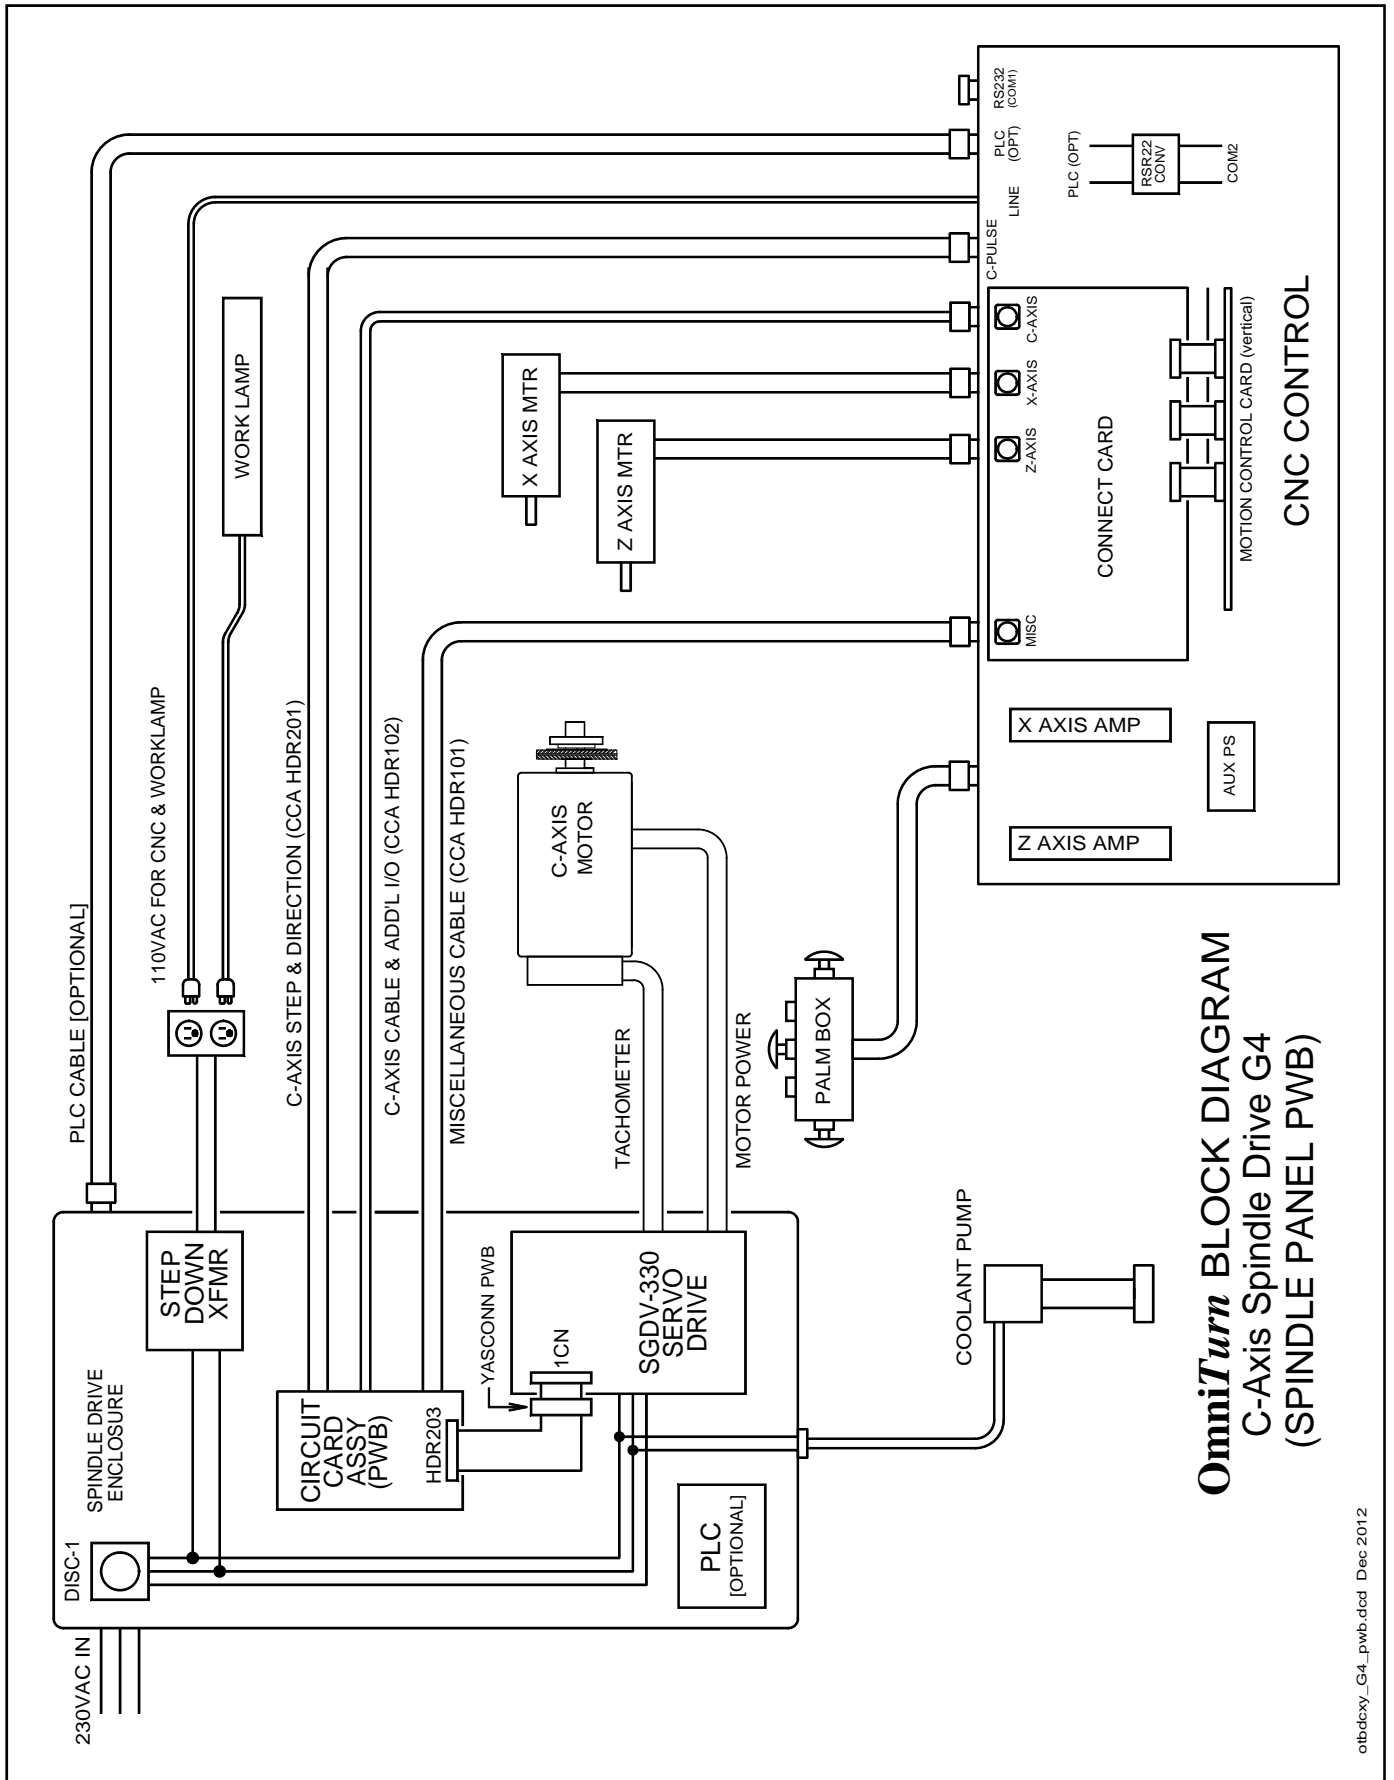 230VAC IN
DISC-1
SPINDLE DRIVE
ENCLOSURE
STEP
DOWN
XFMR
PLC CABLE [OPTIONAL]
110VAC FOR CNC & WORKLAMP
WORK LAMP
C-AXIS STEP & DIRECTION (CCA HDR201)
C-AXIS CABLE & ADD'L I/O (CCA HDR102)
MISCELLANEOUS CABLE (CCA HDR101)
CIRCUIT
CARD
ASSY
(PWB)
HDR203
YASCONN PWB
1CN
SGDV-330
SERVO
DRIVE
PLC
[OPTIONAL]
TACHOMETER
MOTOR POWER
C-AXIS
MOTOR
X AXIS MTR
Z AXIS MTR
PALM BOX
COOLANT PUMP
RS232
(COM1)
PLC
(OPT)
LINE
C-PULSE
C-AXIS
X-AXIS
Z-AXIS
MISC
PLC (OPT)
RSR22
CONV
COM2
CONNECT CARD
MOTION CONTROL CARD (vertical)
X AXIS AMP
Z AXIS AMP
AUX PS
CNC CONTROL
OmniTurn BLOCK DIAGRAM
C-Axis Spindle Drive G4
(SPINDLE PANEL PWB)
otbdcxy_G4_pwb.dcd Dec 2012